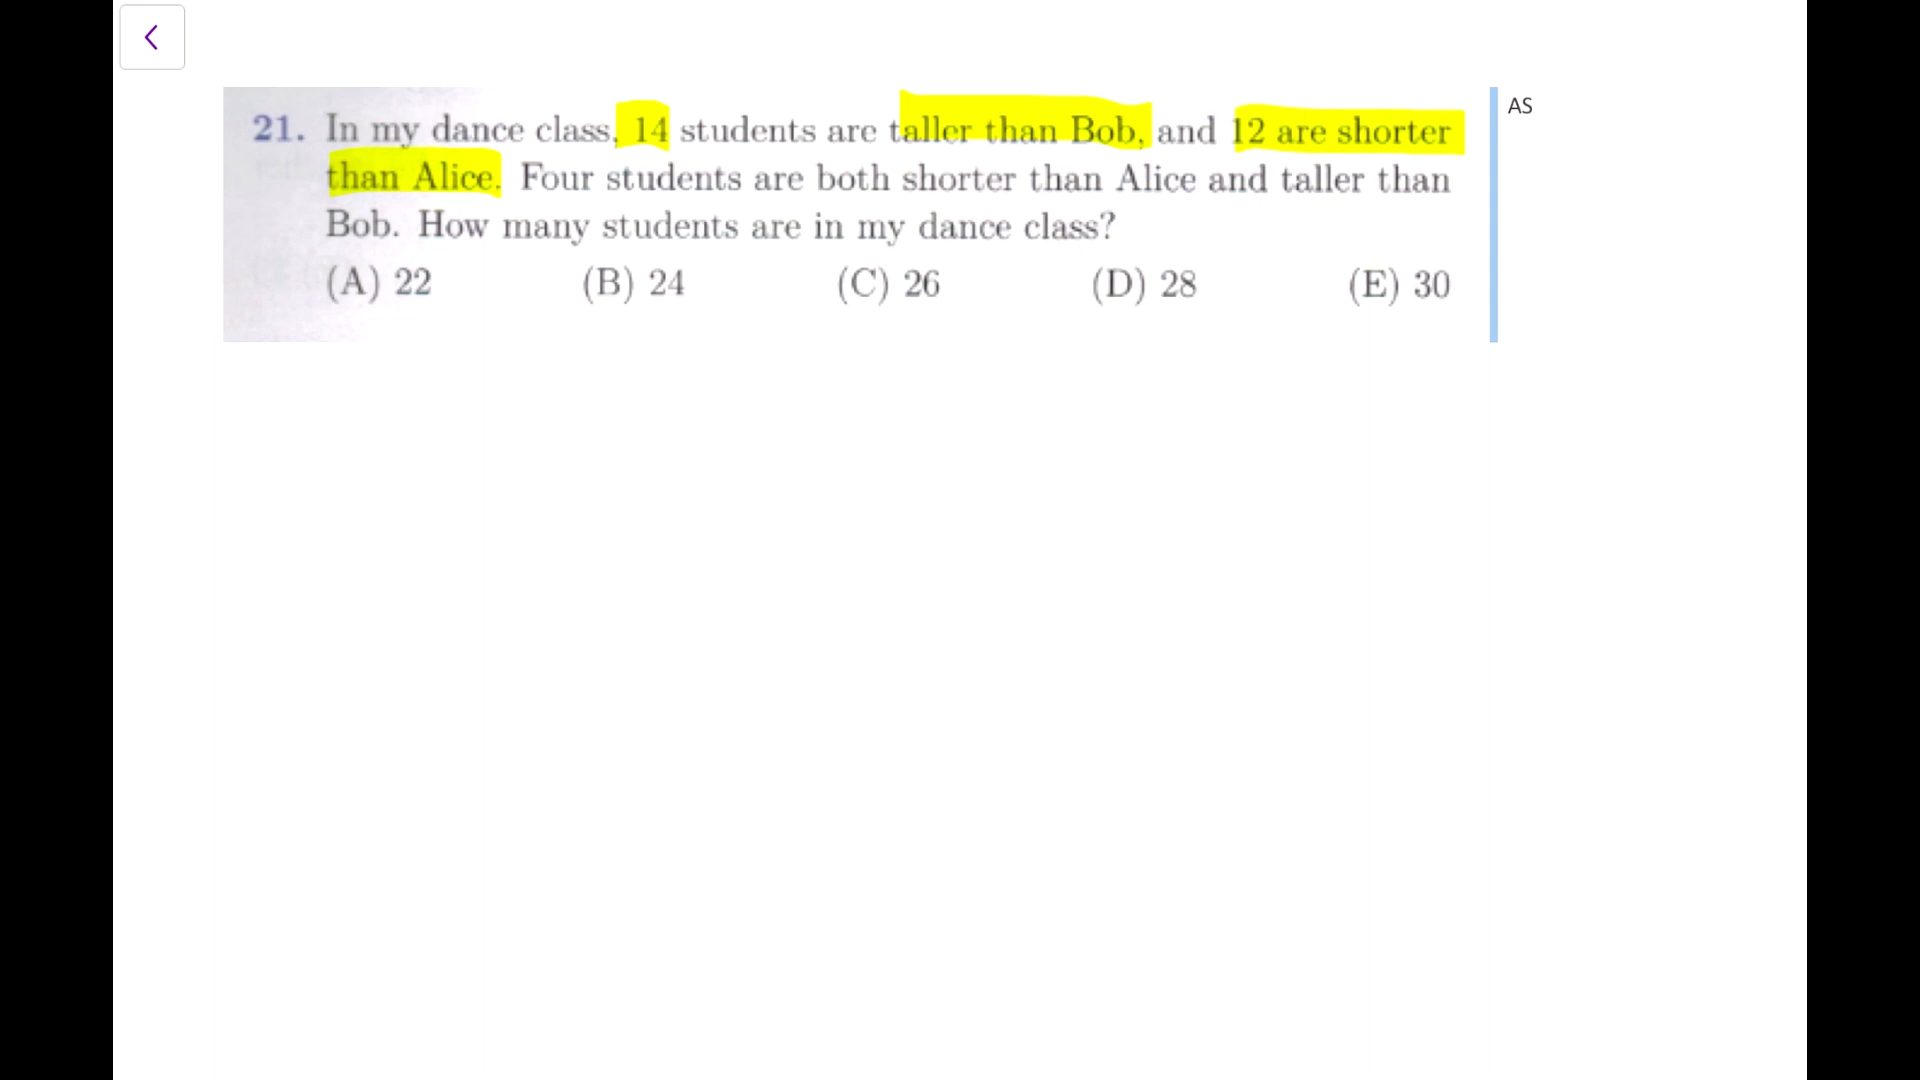 21. In my dance class, 14 students are taller than Bob, and 12 are shorter
than Alice. Four students are both shorter than Alice and taller than
Bob. How many students are in my dance class?
(A) 22 (B) 24 (C) 26 (D) 28 (E) 30
AS